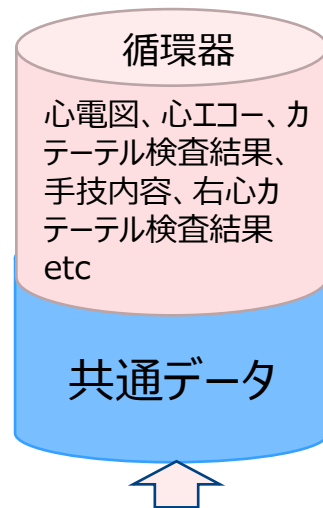 循環器
心電図、心エコー、カ
テーテル検査結果、
手技内容、右心カ
テーテル検査結果
etc
共通データ